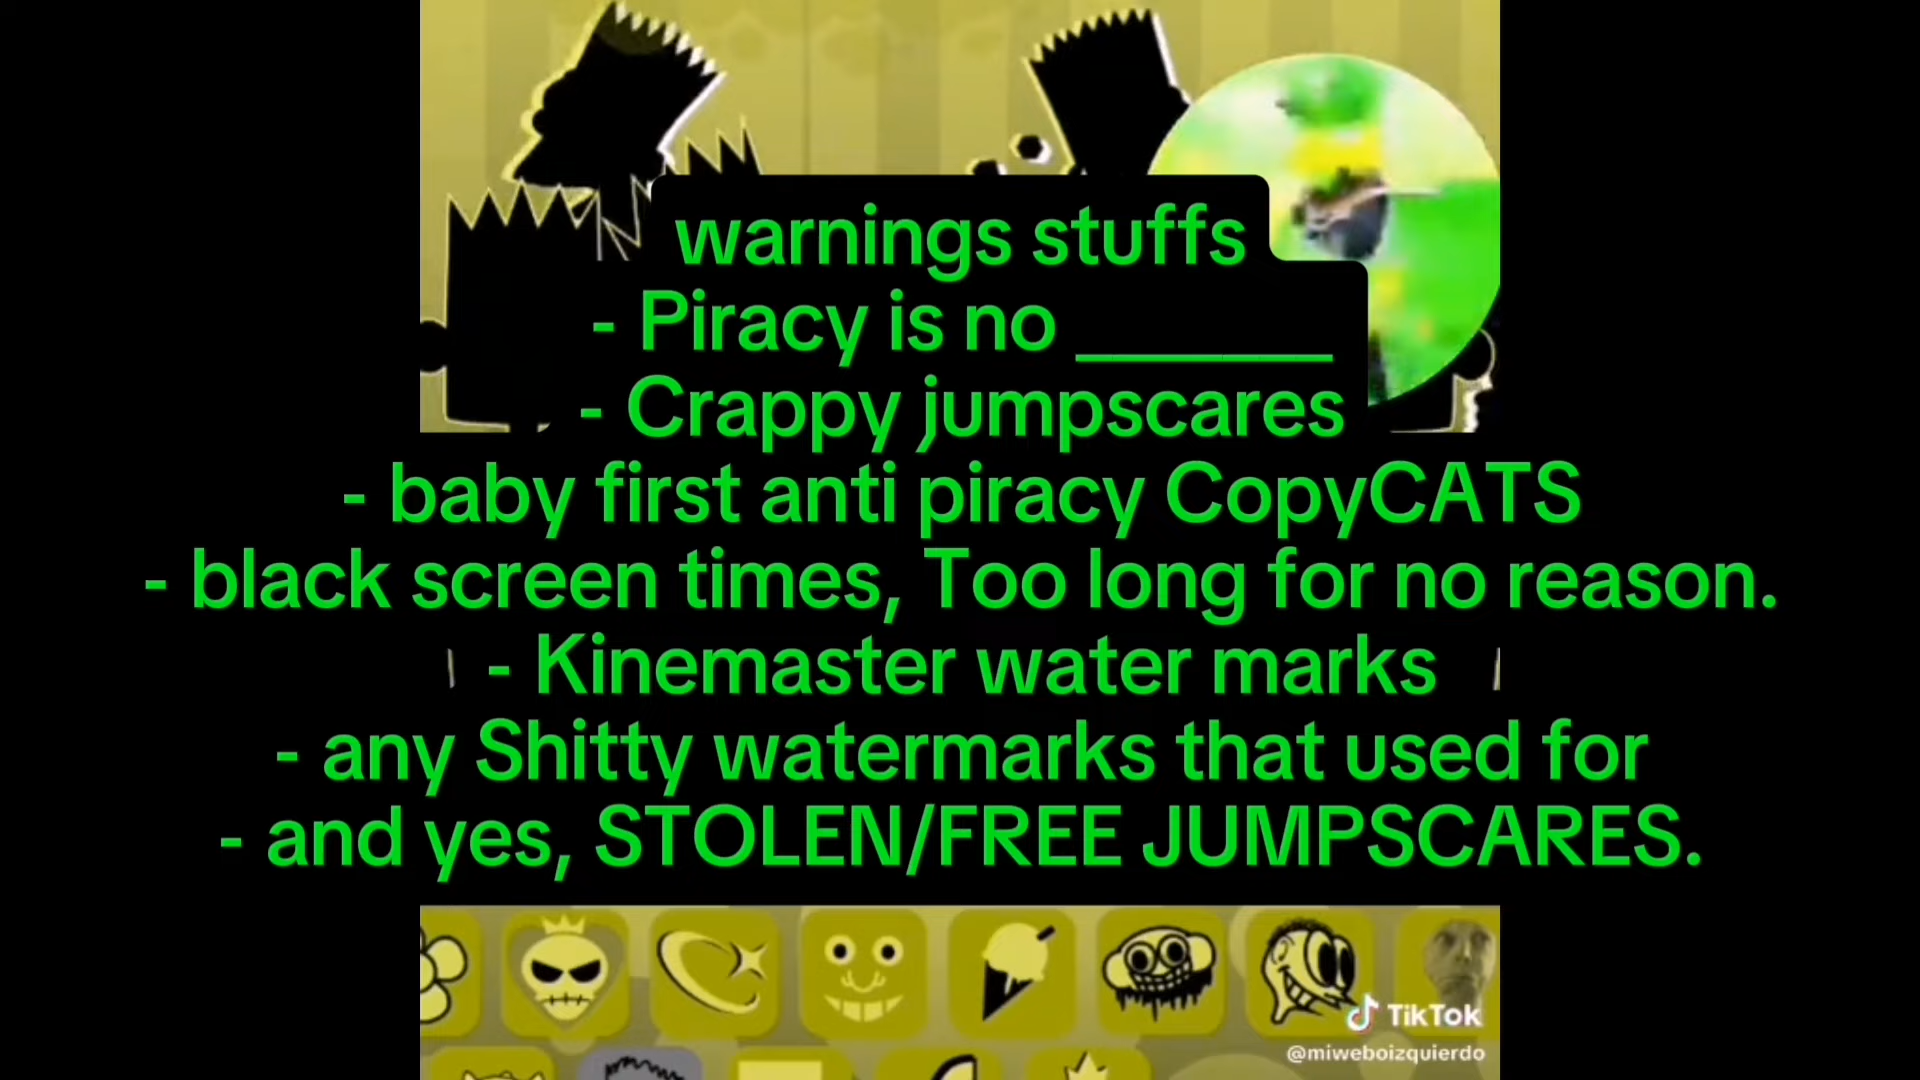 warnings stuffs
- Piracy is no _______
- Crappy jumpscares
- baby first anti piracy CopyCATS
- black screen times, Too long for no reason.
- Kinemaster water marks
- any Shitty watermarks that used for
- and yes, STOLEN/FREE JUMPSCARES.
TikTok
@miweboizquierdo